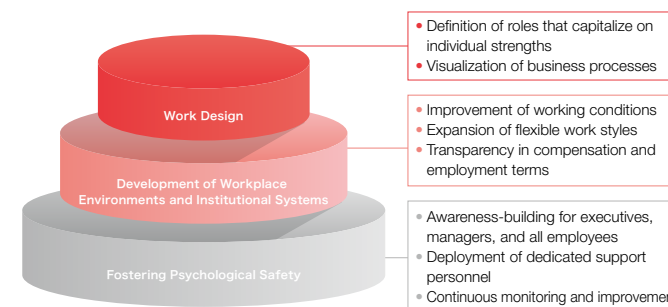 Work Design
• Definition of roles that capitalize on
individual strengths
• Visualization of business processes
Development of Workplace
Environments and Institutional Systems
• Improvement of working conditions
• Expansion of flexible work styles
• Transparency in compensation and
employment terms
Fostering Psychological Safety
• Awareness-building for executives,
managers, and all employees
• Deployment of dedicated support
personnel
• Continuous monitoring and improvemen